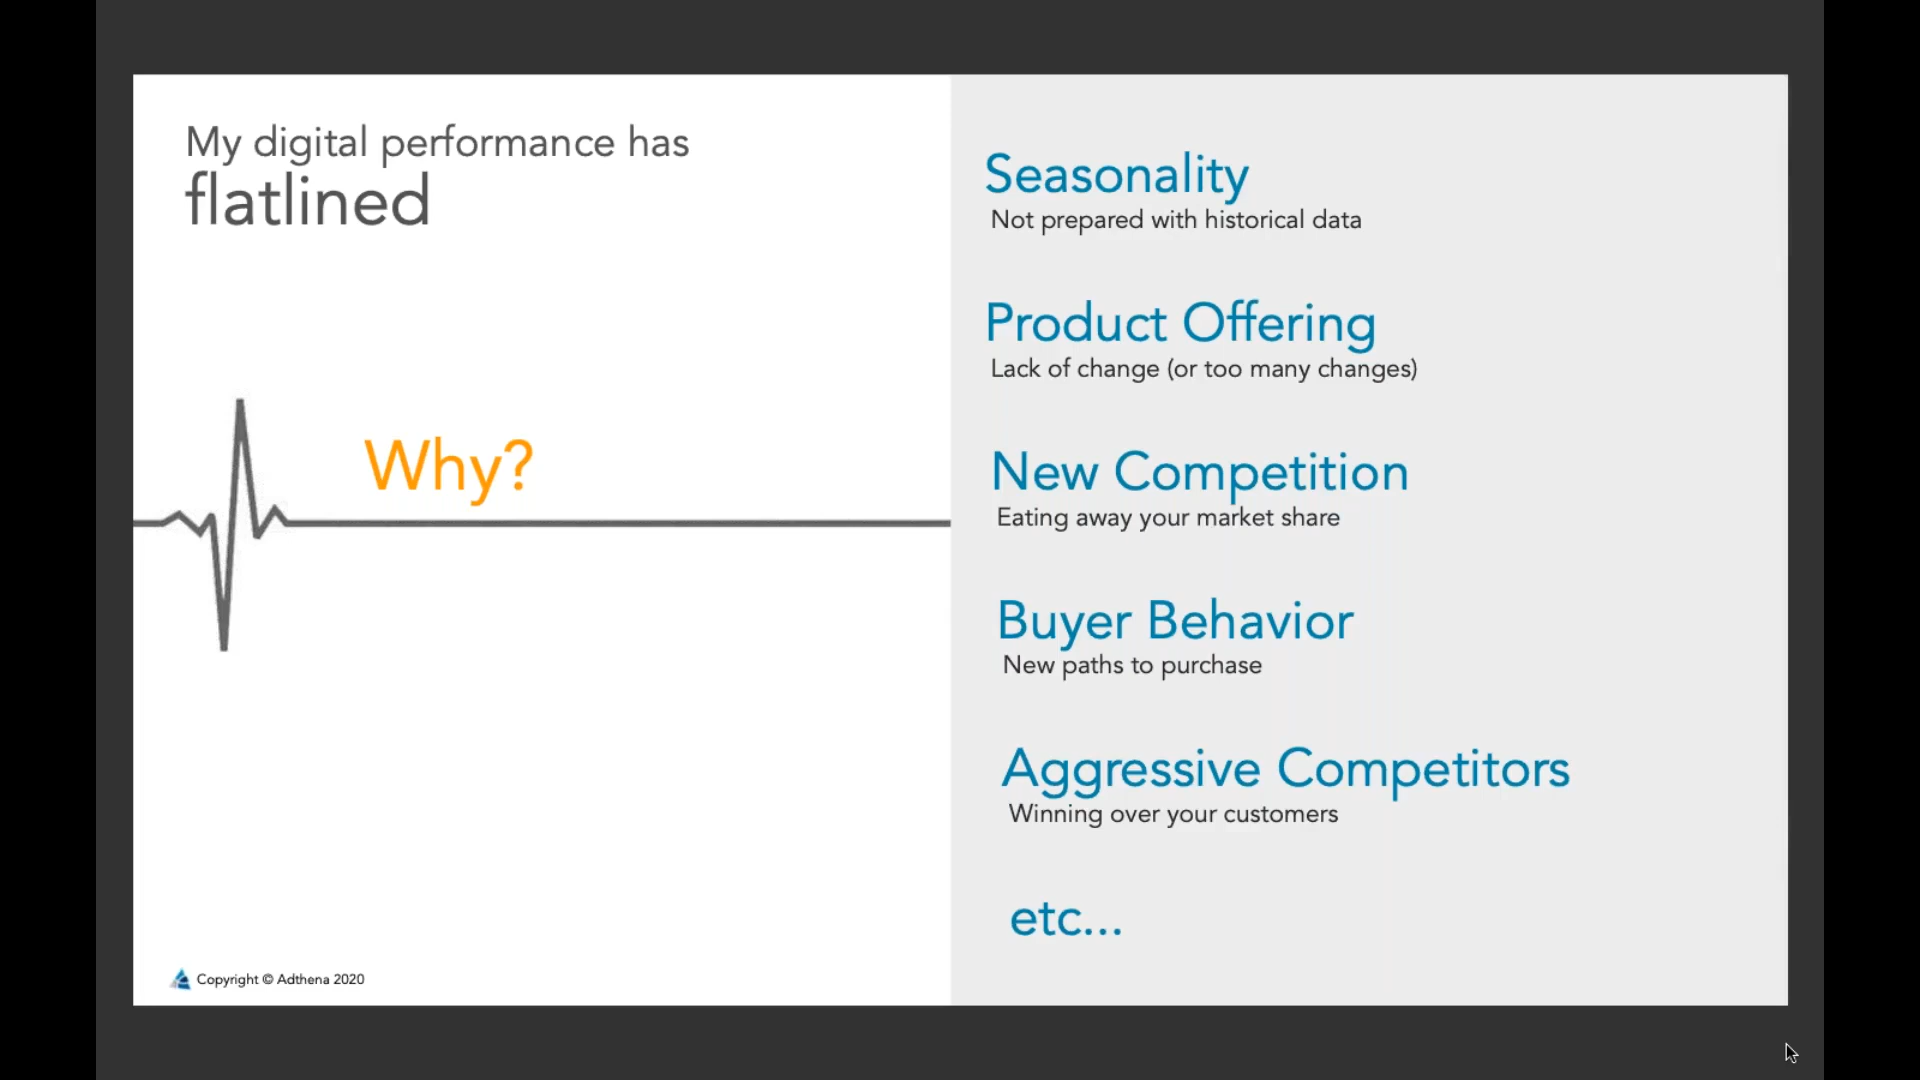 My digital performance has
flatlined
Why?
Seasonality
Not prepared with historical data
Product Offering
Lack of change (or too many changes)
New Competition
Eating away your market share
Buyer Behavior
New paths to purchase
Aggressive Competitors
Winning over your customers
etc...
Copyright © Adthena 2020